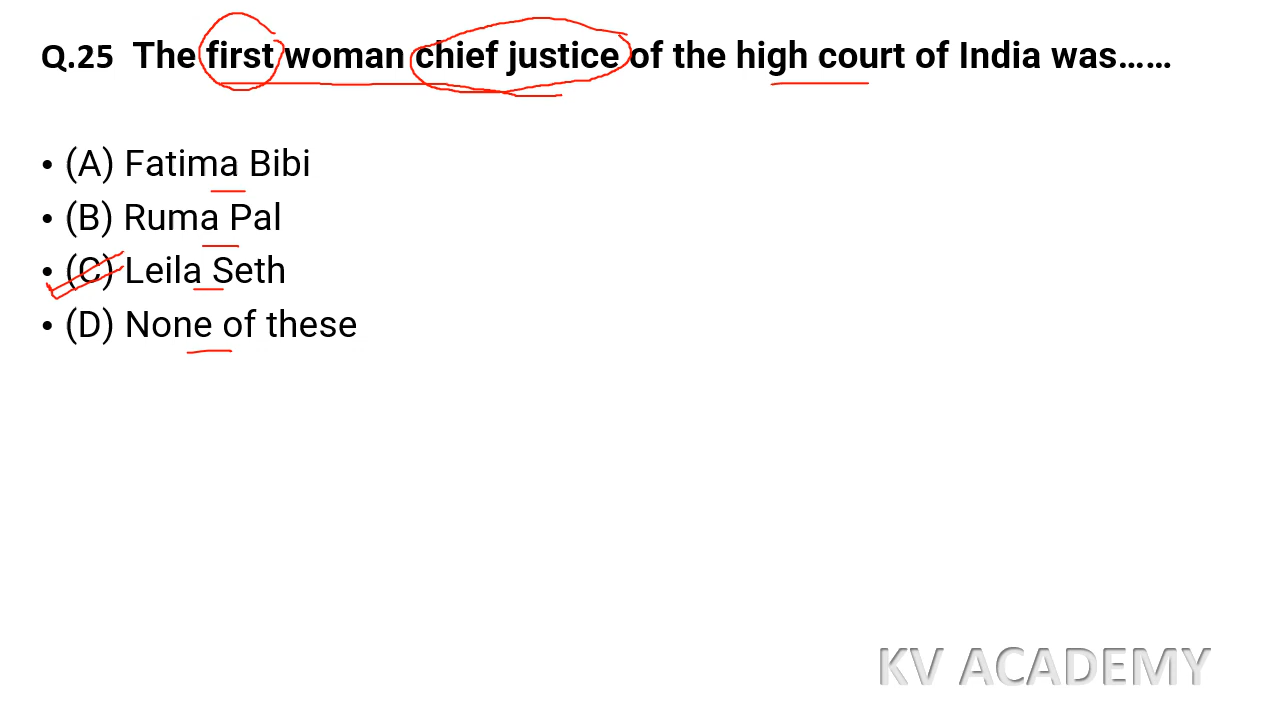 Q.25 The first woman chief justice of the high court of India was......
• (A) Fatima Bibi
• (B) Ruma Pal
• (C) Leila Seth
• (D) None of these
KV ACADEMY